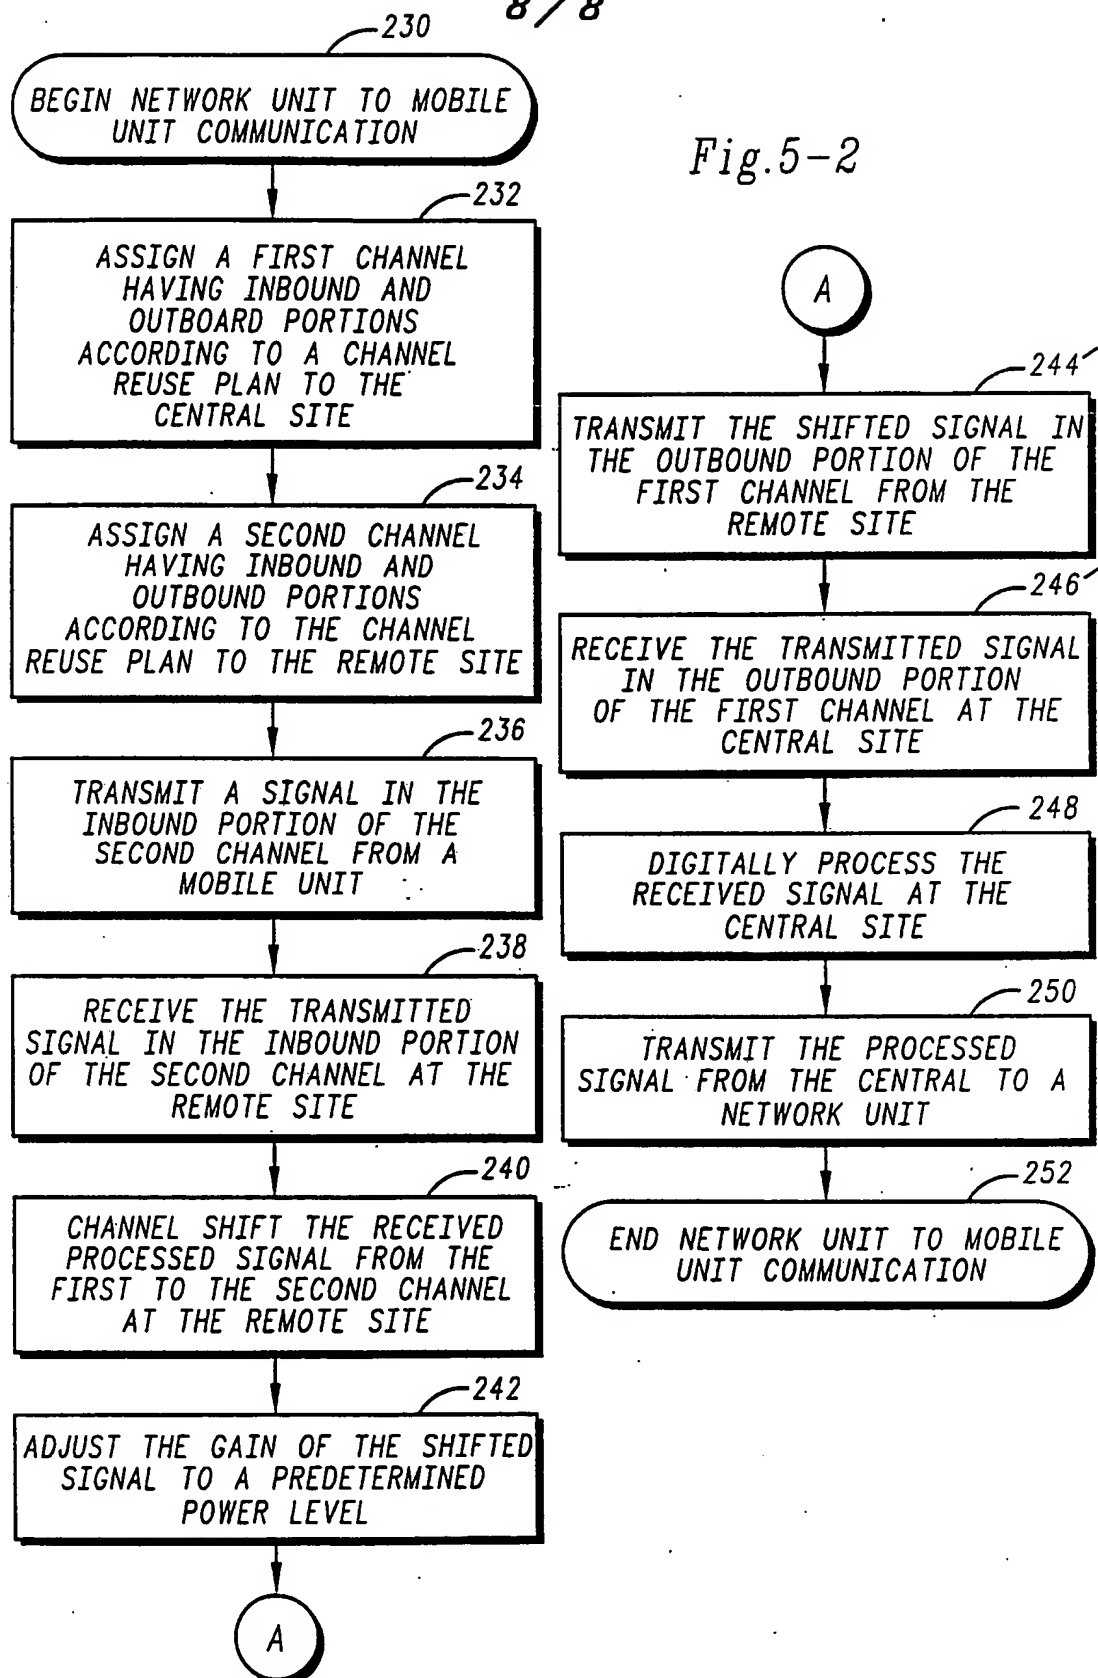 8/8
230
BEGIN NETWORK UNIT TO MOBILE
UNIT COMMUNICATION
Fig.5-2
232
ASSIGN A FIRST CHANNEL
HAVING INBOUND AND
OUTBOARD PORTIONS
ACCORDING TO A CHANNEL
REUSE PLAN TO THE
CENTRAL SITE
234
ASSIGN A SECOND CHANNEL
HAVING INBOUND AND
OUTBOUND PORTIONS
ACCORDING TO THE CHANNEL
REUSE PLAN TO THE REMOTE SITE
236
TRANSMIT A SIGNAL IN THE
INBOUND PORTION OF THE
SECOND CHANNEL FROM A
MOBILE UNIT
238
RECEIVE THE TRANSMITTED
SIGNAL IN THE INBOUND PORTION
OF THE SECOND CHANNEL AT THE
REMOTE SITE
240
CHANNEL SHIFT THE RECEIVED
PROCESSED SIGNAL FROM THE
FIRST TO THE SECOND CHANNEL
AT THE REMOTE SITE
242
ADJUST THE GAIN OF THE SHIFTED
SIGNAL TO A PREDETERMINED
POWER LEVEL
A
A
244
TRANSMIT THE SHIFTED SIGNAL IN
THE OUTBOUND PORTION OF THE
FIRST CHANNEL FROM THE
REMOTE SITE
246
RECEIVE THE TRANSMITTED SIGNAL
IN THE OUTBOUND PORTION
OF THE FIRST CHANNEL AT THE
CENTRAL SITE
248
DIGITALLY PROCESS THE
RECEIVED SIGNAL AT THE
CENTRAL SITE
250
TRANSMIT THE PROCESSED
SIGNAL FROM THE CENTRAL TO A
NETWORK UNIT
252
END NETWORK UNIT TO MOBILE
UNIT COMMUNICATION